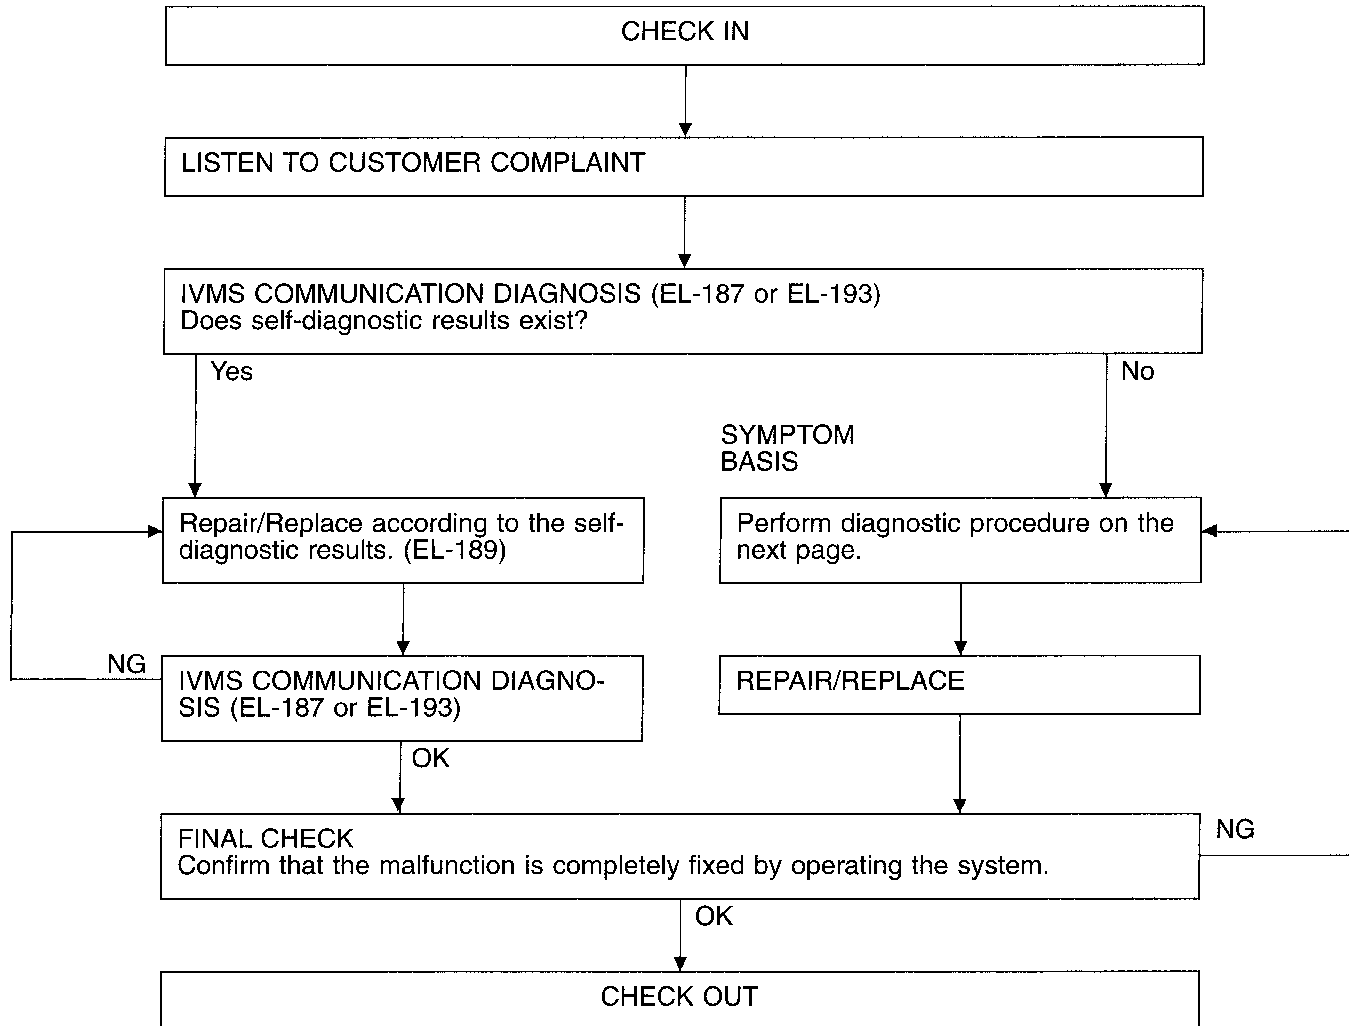 CHECK IN
LISTEN TO CUSTOMER COMPLAINT
IVMS COMMUNICATION DIAGNOSIS (EL-187 or EL-193)
Does self-diagnostic results exist?
Yes
No
SYMPTOM
BASIS
Repair/Replace according to the self-
diagnostic results. (EL-189)
Perform diagnostic procedure on the
next page.
NG
IVMS COMMUNICATION DIAGNO-
SIS (EL-187 or EL-193)
REPAIR/REPLACE
OK
FINAL CHECK
Confirm that the malfunction is completely fixed by operating the system.
NG
OK
CHECK OUT